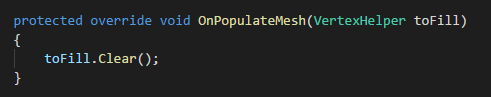 protected override void OnPopulateMesh(VertexHelper toFill)
{
    toFill.Clear();
}